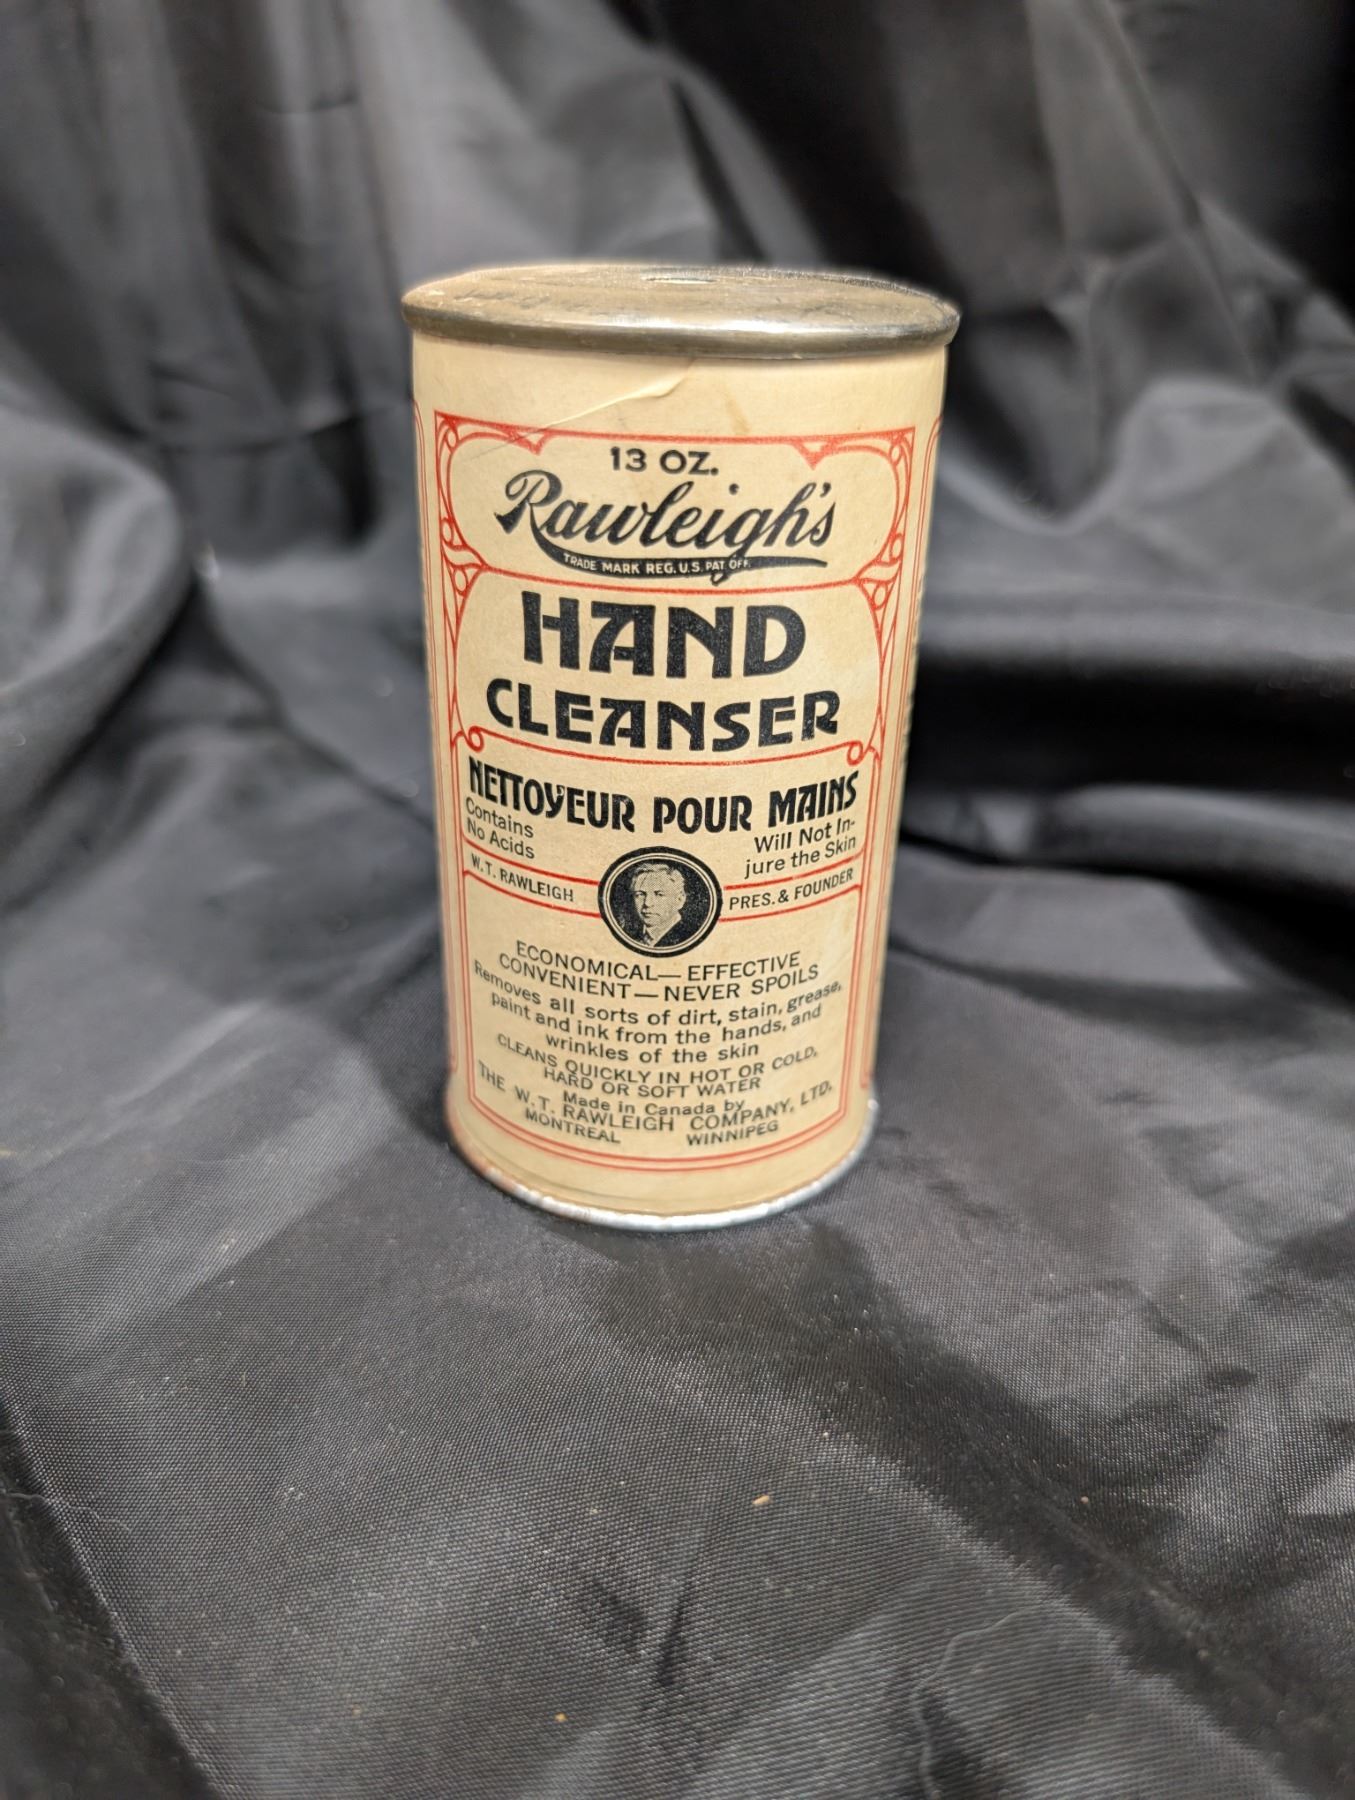 13 OZ.
Rawleigh's
TRADE MARK REG. U.S. PAT. OFF.
HAND
CLEANSER
NETTOYEUR POUR MAINS
Contains
No Acids
Will Not In-
jure the Skin
W. T. RAWLEIGH
PRES. & FOUNDER
ECONOMICAL — EFFECTIVE
CONVENIENT — NEVER SPOILS
Removes all sorts of dirt, stain, grease,
paint and ink from the hands, and
wrinkles of the skin
CLEANS QUICKLY IN HOT OR COLD,
HARD OR SOFT WATER
Made in Canada by
THE W. T. RAWLEIGH COMPANY, LTD.
MONTREAL WINNIPEG